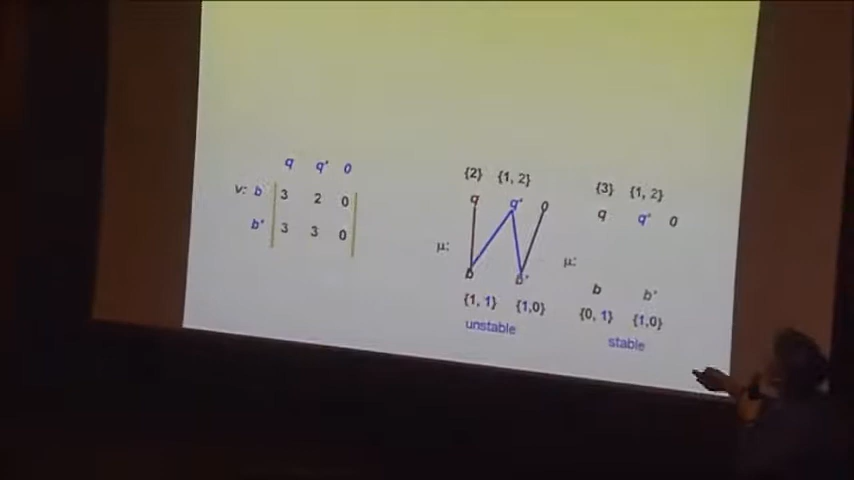 q q' 0
v: b 3 2 0
b' 3 3 0
{2} {1, 2}
q q' 0
μ:
b b'
{1, 1} {1,0}
unstable
{3} {1, 2}
q q' 0
μ:
b b'
{0, 1} {1,0}
stable